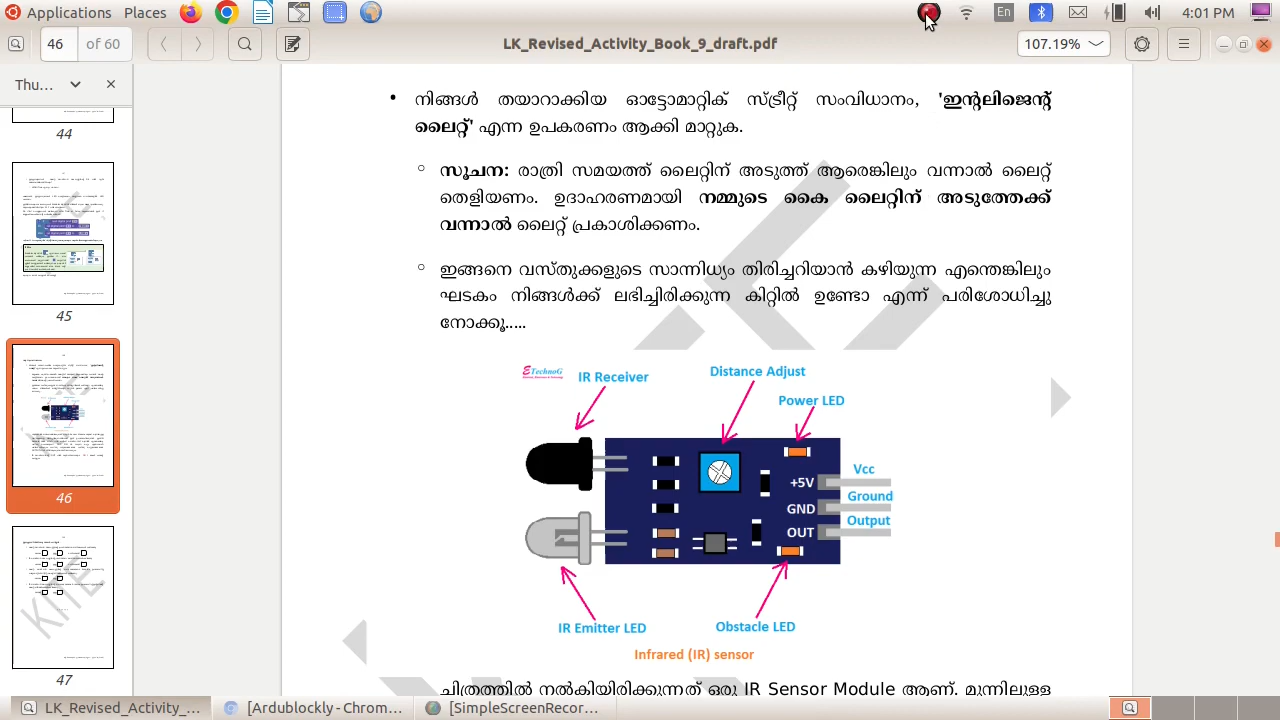 Applications Places En 4:01 PM
46 of 60 LK_Revised_Activity_Book_9_draft.pdf 107.19%
Thu...
44
45
46
47
• നിങ്ങൾ തയാറാക്കിയ ഓട്ടോമാറ്റിക് സ്ട്രീറ്റ് സംവിധാനം, 'ഇന്റലിജെന്റ്
ലൈറ്റ്' എന്ന ഉപകരണം ആക്കി മാറ്റുക.
○ സൂചന: രാത്രി സമയത്ത് ലൈറ്റിന് അടുത്ത് ആരെങ്കിലും വന്നാൽ ലൈറ്റ്
തെളിയണം. ഉദാഹരണമായി നമ്മുടെ കൈ ലൈറ്റിന് അടുത്തേക്ക്
വന്നാൽ ലൈറ്റ് പ്രകാശിക്കണം.
○ ഇങ്ങനെ വസ്തുക്കളുടെ സാന്നിധ്യം തിരിച്ചറിയാൻ കഴിയുന്ന എന്തെങ്കിലും
ഘടകം നിങ്ങൾക്ക് ലഭിച്ചിരിക്കുന്ന കിറ്റിൽ ഉണ്ടോ എന്ന് പരിശോധിച്ചു
നോക്കൂ.....
ETechnoG
IR Receiver
Distance Adjust
Power LED
Vcc
+5V
Ground
GND
Output
OUT
IR Emitter LED
Obstacle LED
Infrared (IR) sensor
ചിത്രത്തിൽ നൽകിയിരിക്കുന്നത് ഒരു IR Sensor Module ആണ്. മുന്നിലുള്ള
LK_Revised_Activity_... [Ardublockly - Chrom... [SimpleScreenRecor...